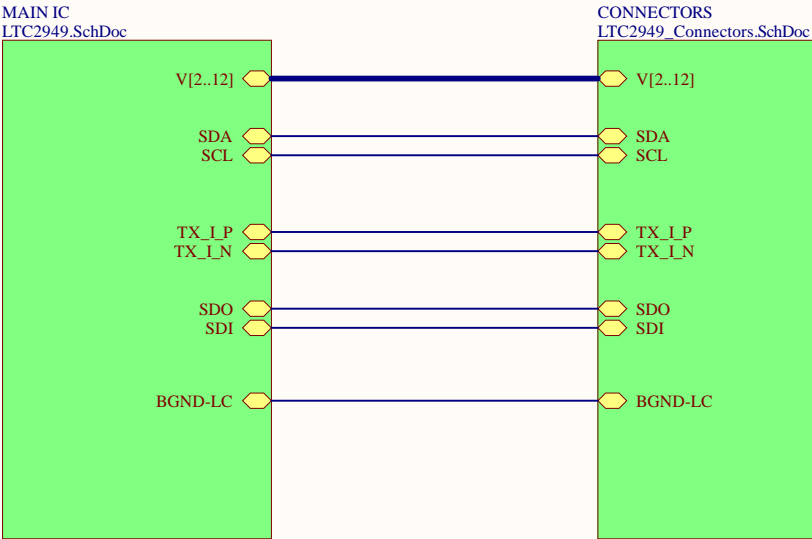 MAIN IC
LTC2949.SchDoc
CONNECTORS
LTC2949_Connectors.SchDoc
V[2..12]
V[2..12]
SDA
SDA
SCL
SCL
TX_I_P
TX_I_P
TX_I_N
TX_I_N
SDO
SDO
SDI
SDI
BGND-LC
BGND-LC